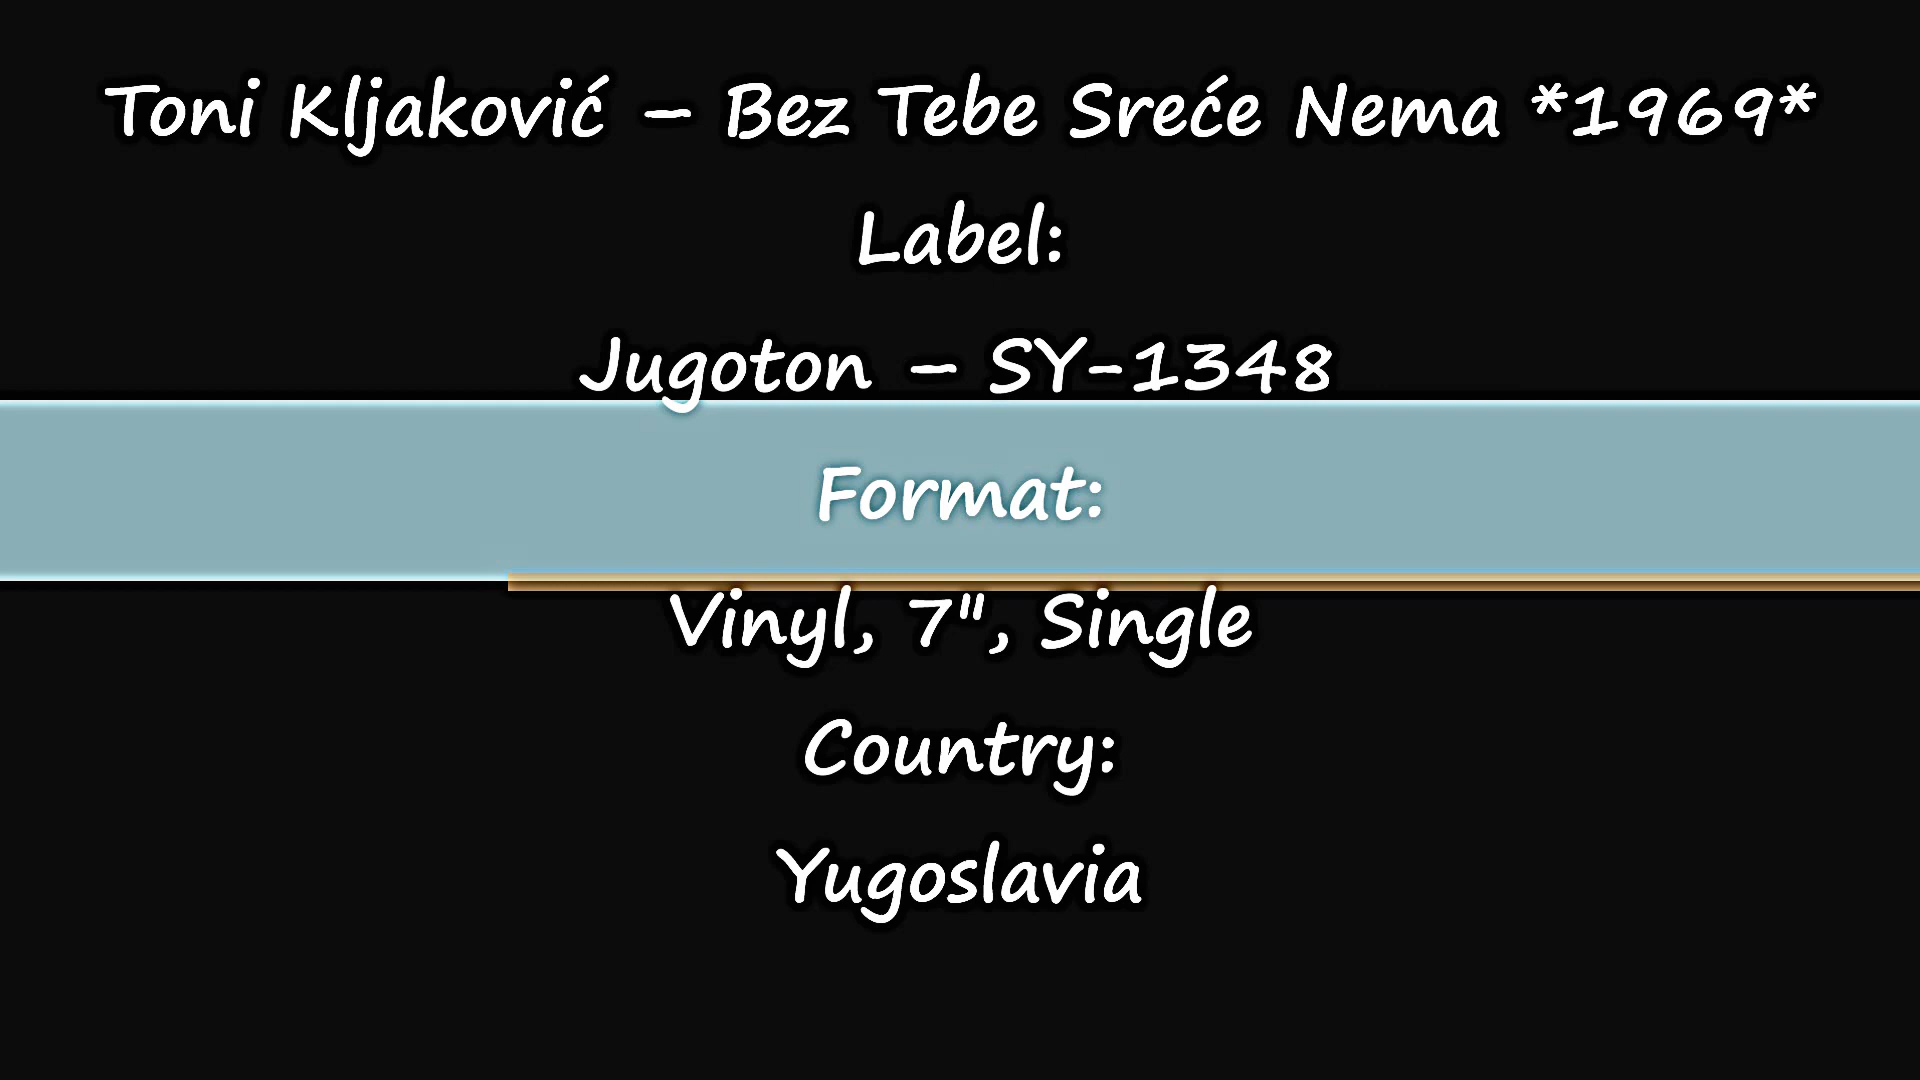 Toni Kljaković – Bez Tebe Sreće Nema *1969*
Label:
Jugoton – SY-1348
Format:
Vinyl, 7", Single
Country:
Yugoslavia